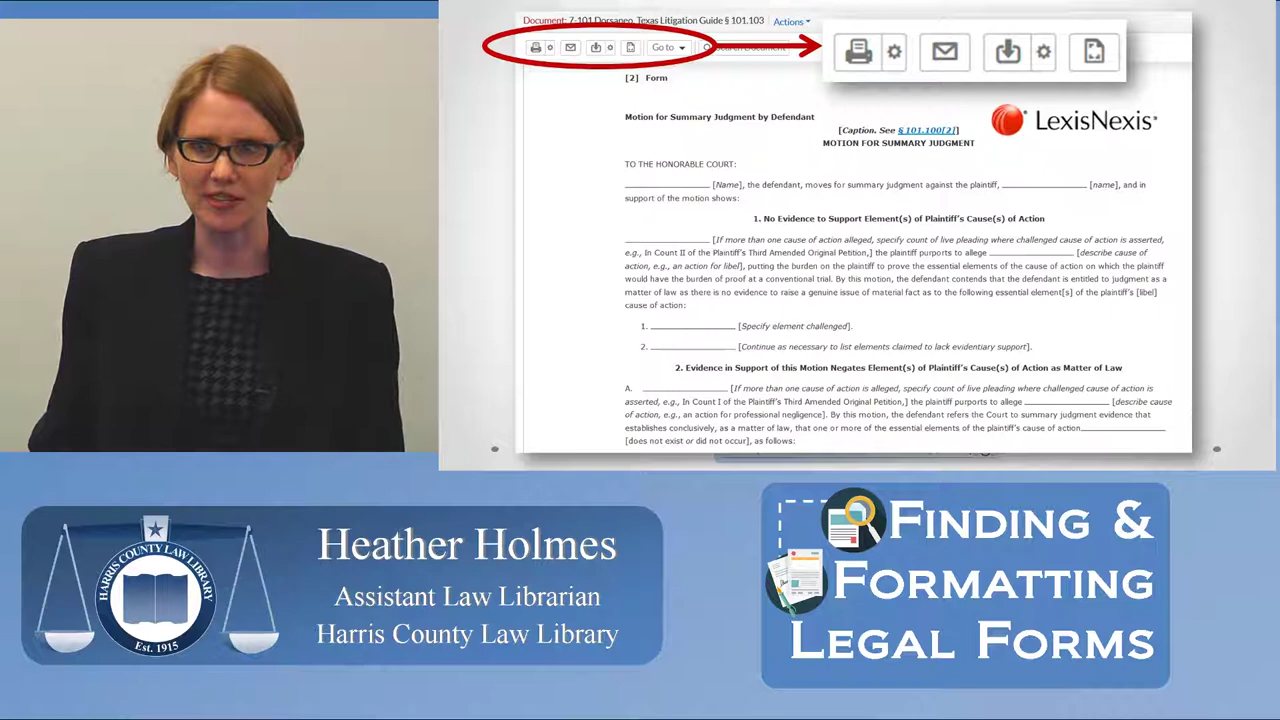 Document: 7-101 Dorsaneo, Texas Litigation Guide § 101.103
Actions
Go to
Search Document
[2] Form
LexisNexis
Motion for Summary Judgment by Defendant
[Caption. See § 101.100[2]]
MOTION FOR SUMMARY JUDGMENT
TO THE HONORABLE COURT:
________________ [Name], the defendant, moves for summary judgment against the plaintiff, ________________ [name], and in
support of the motion shows:
1. No Evidence to Support Element(s) of Plaintiff's Cause(s) of Action
________________ [If more than one cause of action alleged, specify count of live pleading where challenged cause of action is asserted,
e.g., In Count II of the Plaintiff's Third Amended Original Petition,] the plaintiff purports to allege ________________ [describe cause of
action, e.g., an action for libel], putting the burden on the plaintiff to prove the essential elements of the cause of action on which the plaintiff
would have the burden of proof at a conventional trial. By this motion, the defendant contends that the defendant is entitled to judgment as a
matter of law as there is no evidence to raise a genuine issue of material fact as to the following essential element[s] of the plaintiff's [libel]
cause of action:
1. ________________ [Specify element challenged].
2. ________________ [Continue as necessary to list elements claimed to lack evidentiary support].
2. Evidence in Support of this Motion Negates Element(s) of Plaintiff's Cause(s) of Action as Matter of Law
A. ________________ [If more than one cause of action is alleged, specify count of live pleading where challenged cause of action is
asserted, e.g., In Count I of the Plaintiff's Third Amended Original Petition,] the plaintiff purports to allege ________________ [describe cause
of action, e.g., an action for professional negligence]. By this motion, the defendant refers the Court to summary judgment evidence that
establishes conclusively, as a matter of law, that one or more of the essential elements of the plaintiff's cause of action________________
[does not exist or did not occur], as follows:
HARRIS COUNTY LAW LIBRARY
Est. 1915
Heather Holmes
Assistant Law Librarian
Harris County Law Library
FINDING &
FORMATTING
LEGAL FORMS